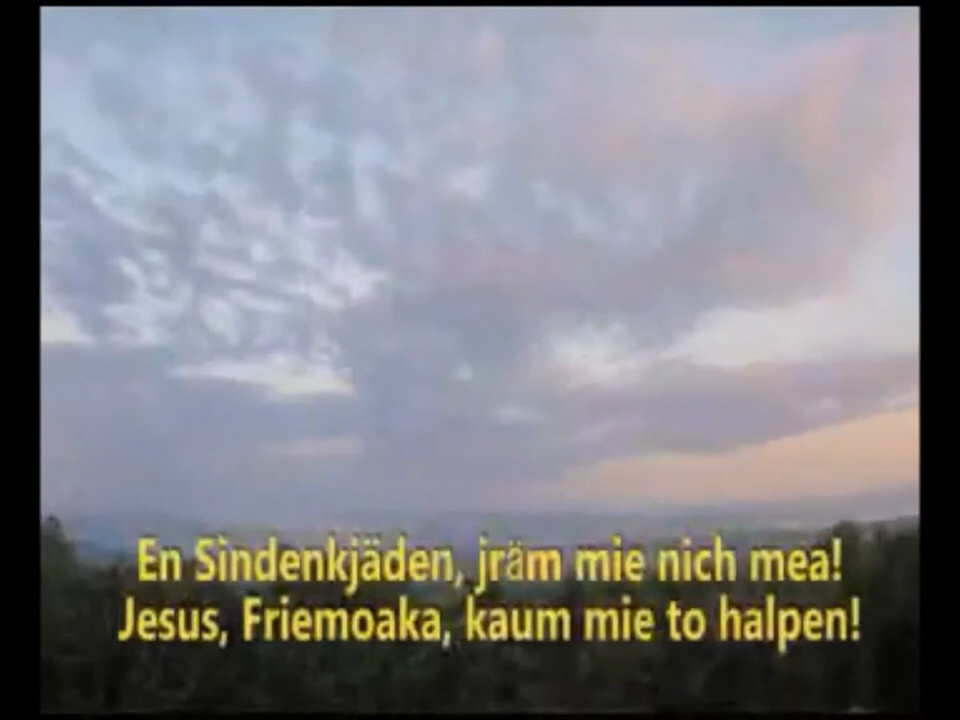 En Sindenkjäden, jräm mie nich mea!
Jesus, Friemoaka, kaum mie to halpen!